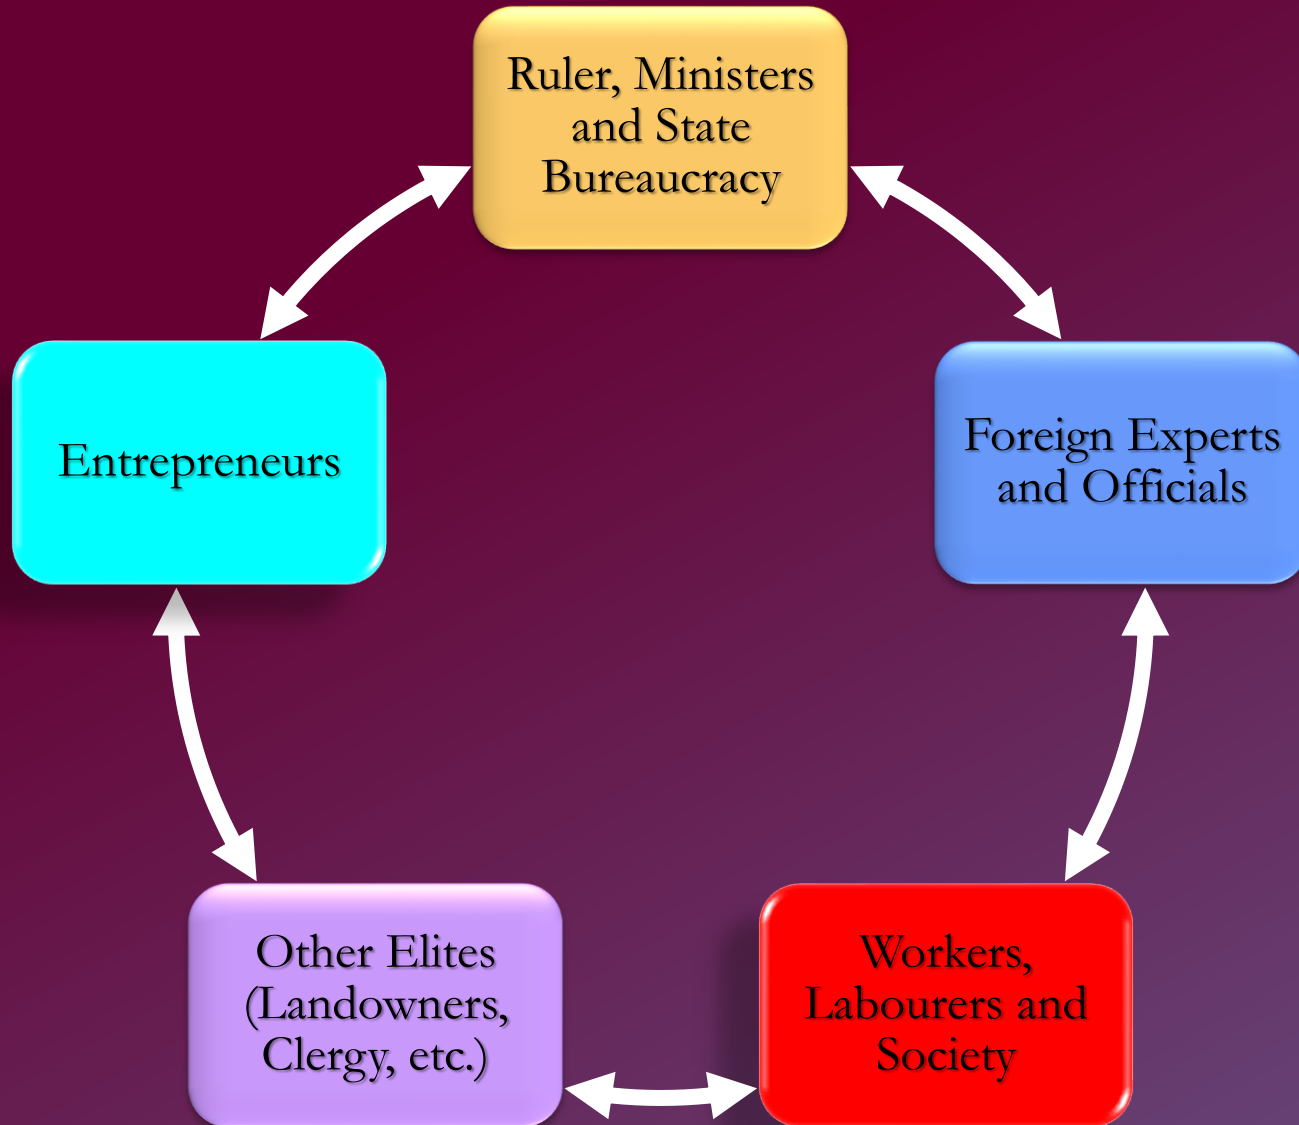 Ruler, Ministers
and State
Bureaucracy
Entrepreneurs
Foreign Experts
and Officials
Other Elites
(Landowners,
Clergy, etc.)
Workers,
Labourers and
Society